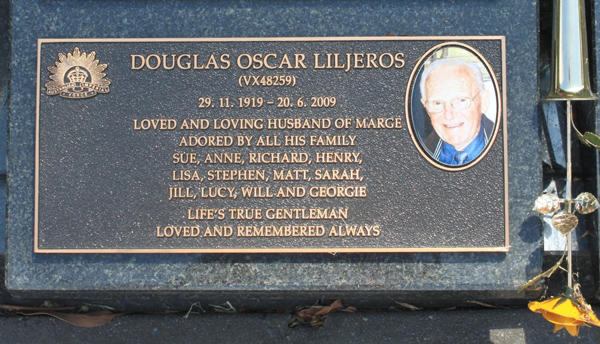 DOUGLAS OSCAR LILJEROS
(VX48259)
29. 11. 1919 – 20. 6. 2009
LOVED AND LOVING HUSBAND OF MARGE
ADORED BY ALL HIS FAMILY
SUE, ANNE, RICHARD, HENRY,
LISA, STEPHEN, MATT, SARAH,
JILL, LUCY, WILL AND GEORGIE
LIFE'S TRUE GENTLEMAN
LOVED AND REMEMBERED ALWAYS